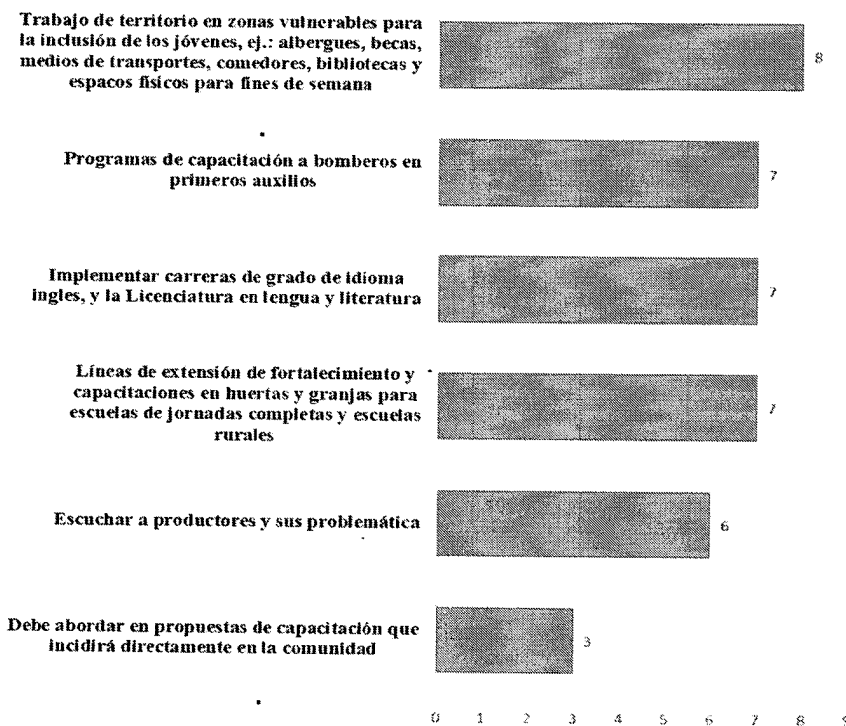 Trabajo de territorio en zonas vulnerables para
la inclusión de los jóvenes, ej.: albergues, becas,
medios de transportes, comedores, bibliotecas y
espacos físicos para fines de semana
8
Programas de capacitación a bomberos en
primeros auxilios
7
Implementar carreras de grado de idioma
ingles, y la Licenciatura en lengua y literatura
7
Líneas de extensión de fortalecimiento y
capacitaciones en huertas y granjas para
escuelas de jornadas completas y escuelas
rurales
7
Escuchar a productores y sus problemática
6
Debe abordar en propuestas de capacitación que
incidirá directamente en la comunidad
3
0 1 2 3 4 5 6 7 8 9